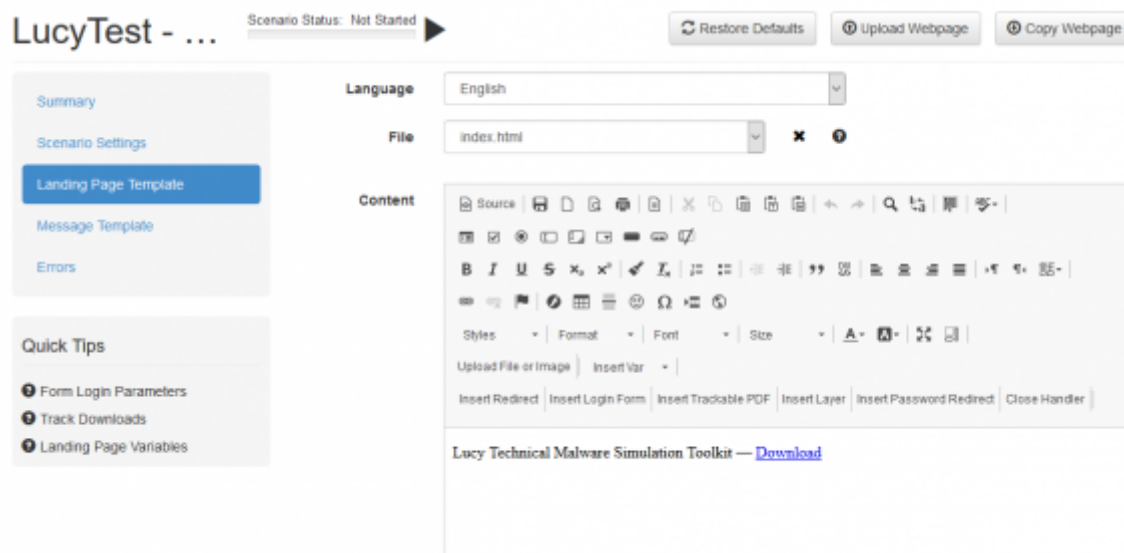 LucyTest - ...
Scenario Status: Not Started
Restore Defaults
Upload Webpage
Copy Webpage
Summary
Scenario Settings
Landing Page Template
Message Template
Errors
Quick Tips
Form Login Parameters
Track Downloads
Landing Page Variables
Language
English
File
index.html
Content
Source
Styles Format Font Size
Upload File or Image Insert Var
Insert Redirect Insert Login Form Insert Trackable PDF Insert Layer Insert Password Redirect Close Handler
Lucy Technical Malware Simulation Toolkit — Download